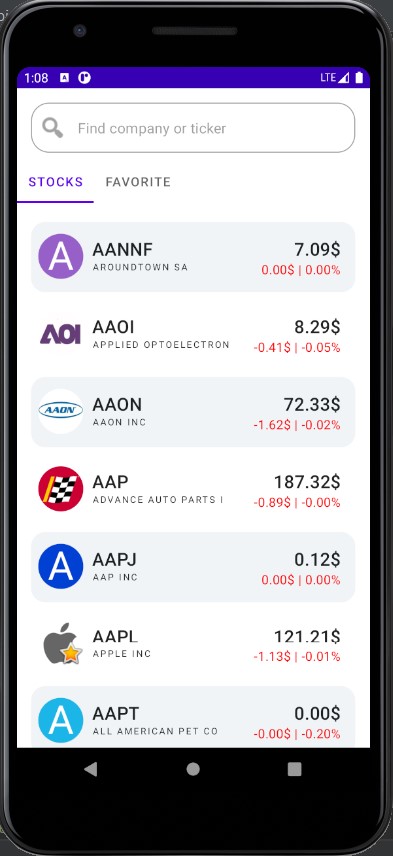 1:08
LTE
Find company or ticker
STOCKS FAVORITE
A
AANNF 7.09$
AROUNDTOWN SA 0.00$ | 0.00%
AOI
AAOI 8.29$
APPLIED OPTOELECTRON -0.41$ | -0.05%
AAON
AAON 72.33$
AAON INC -1.62$ | -0.02%
AAP 187.32$
ADVANCE AUTO PARTS I -0.89$ | -0.00%
A
AAPJ 0.12$
AAP INC 0.00$ | 0.00%
AAPL 121.21$
APPLE INC -1.13$ | -0.01%
A
AAPT 0.00$
ALL AMERICAN PET CO -0.00$ | -0.20%